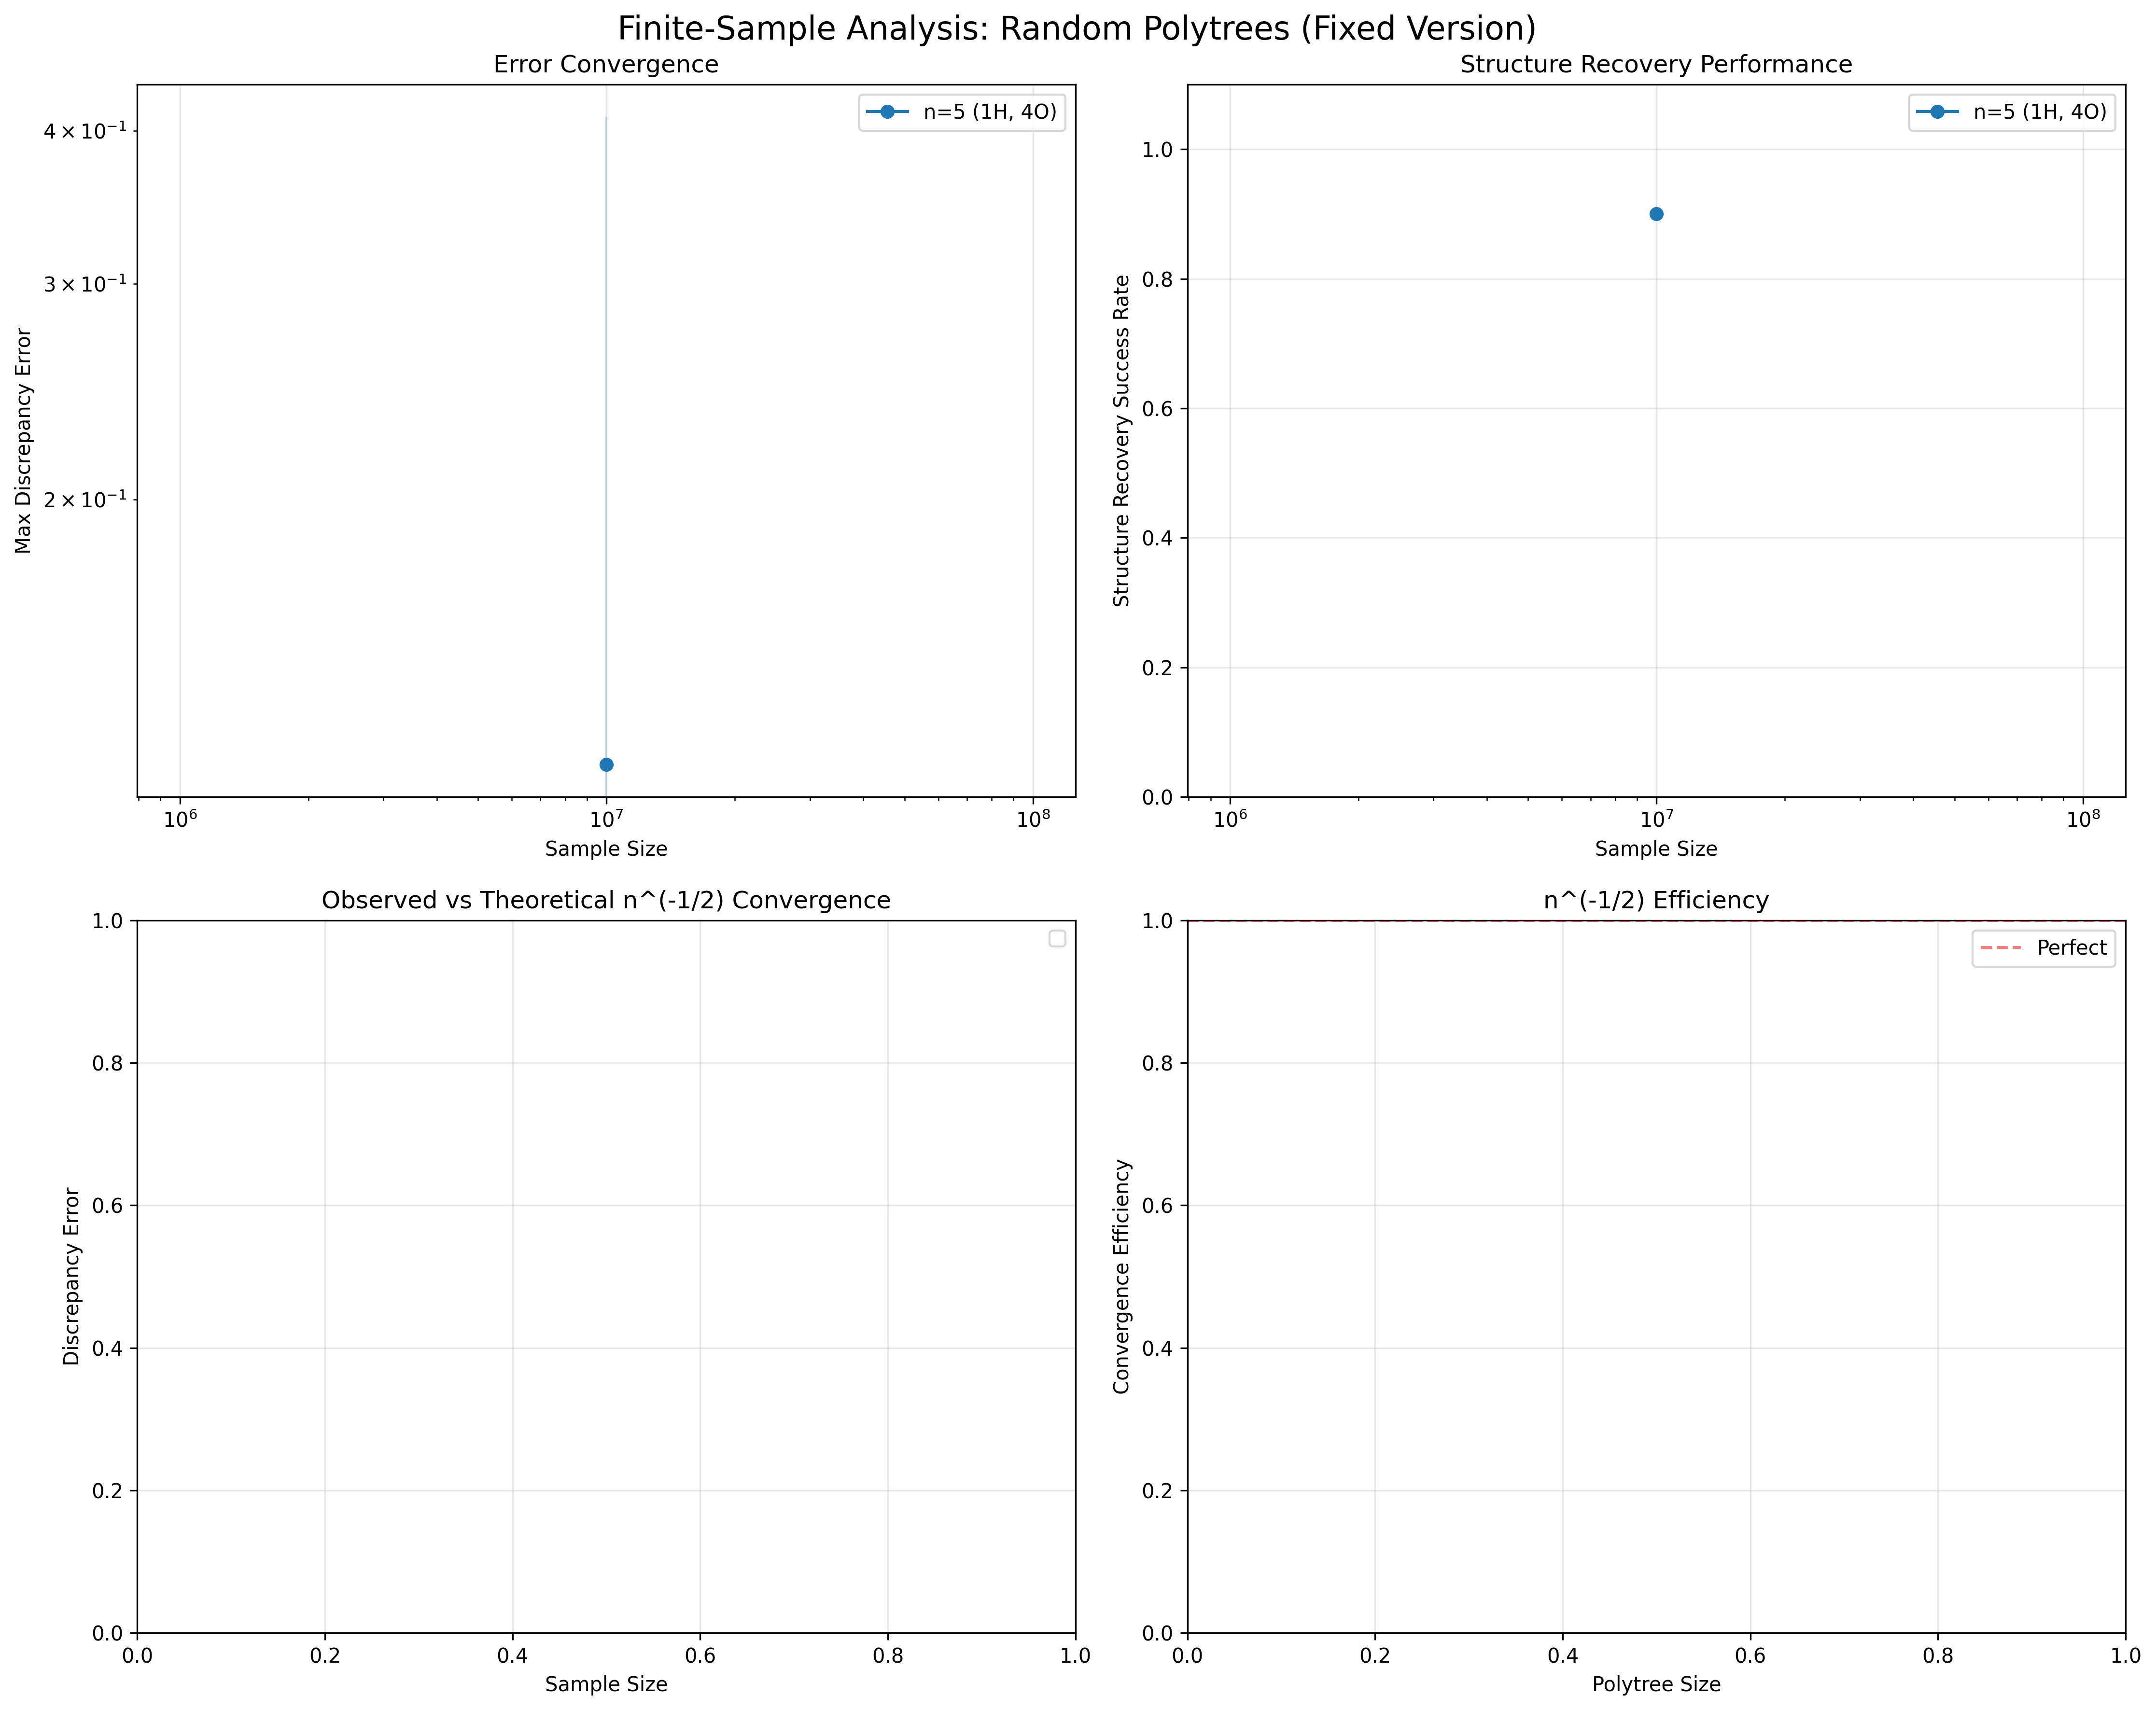 Finite-Sample Analysis: Random Polytrees (Fixed Version)
Error Convergence
n=5 (1H, 4O)
4 × 10⁻¹
3 × 10⁻¹
2 × 10⁻¹
Max Discrepancy Error
10⁶ 10⁷ 10⁸
Sample Size
Structure Recovery Performance
n=5 (1H, 4O)
1.0
0.8
0.6
0.4
0.2
0.0
Structure Recovery Success Rate
10⁶ 10⁷ 10⁸
Sample Size
Observed vs Theoretical n^(-1/2) Convergence
1.0
0.8
0.6
0.4
0.2
0.0
Discrepancy Error
0.0 0.2 0.4 0.6 0.8 1.0
Sample Size
n^(-1/2) Efficiency
Perfect
1.0
0.8
0.6
0.4
0.2
0.0
Convergence Efficiency
0.0 0.2 0.4 0.6 0.8 1.0
Polytree Size